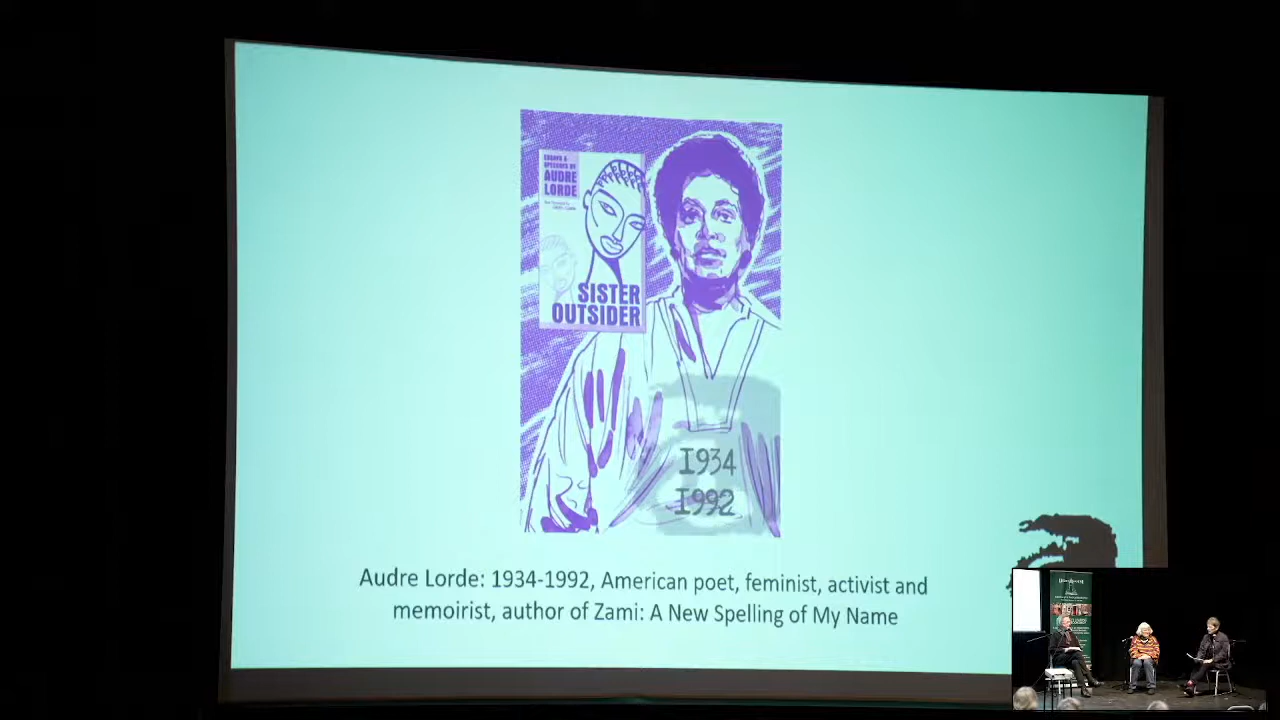 ESSAYS &
SPEECHES BY
AUDRE
LORDE
SISTER
OUTSIDER
1934
1992
Audre Lorde: 1934-1992, American poet, feminist, activist and
memoirist, author of Zami: A New Spelling of My Name